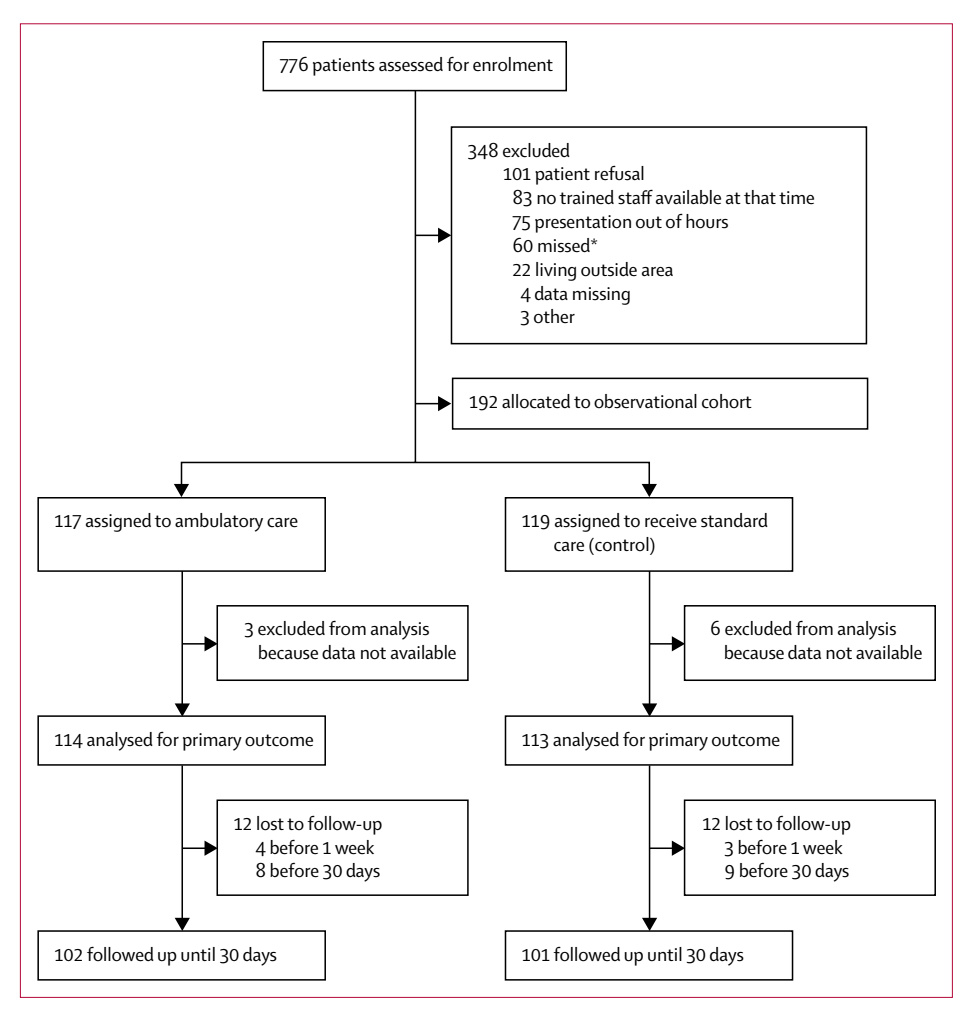 776 patients assessed for enrolment
348 excluded
101 patient refusal
83 no trained staff available at that time
75 presentation out of hours
60 missed*
22 living outside area
4 data missing
3 other
192 allocated to observational cohort
117 assigned to ambulatory care
119 assigned to receive standard
care (control)
3 excluded from analysis
because data not available
6 excluded from analysis
because data not available
114 analysed for primary outcome
113 analysed for primary outcome
12 lost to follow-up
4 before 1 week
8 before 30 days
12 lost to follow-up
3 before 1 week
9 before 30 days
102 followed up until 30 days
101 followed up until 30 days